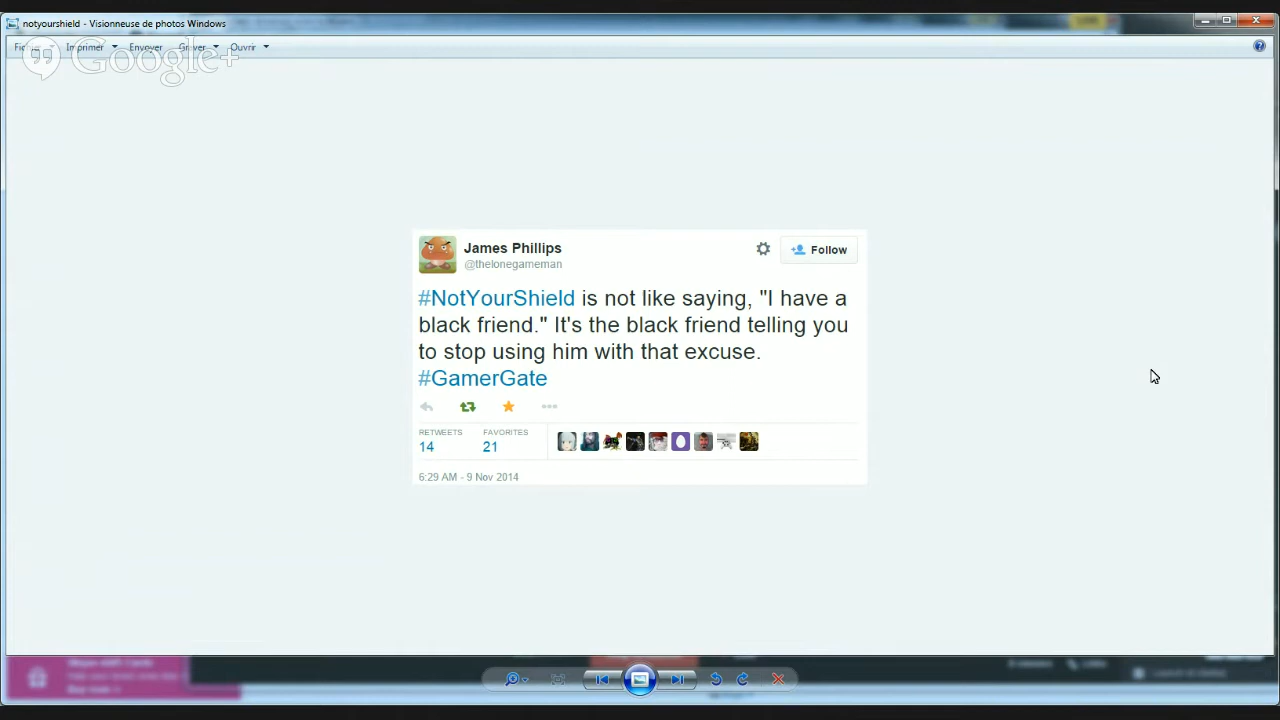 notyourshield - Visionneuse de photos Windows
Imprimer Envoyer Graver Ouvrir
Google+
James Phillips
@thelonegameman
Follow
#NotYourShield is not like saying, "I have a
black friend." It's the black friend telling you
to stop using him with that excuse.
#GamerGate
RETWEETS FAVORITES
14 21
6:29 AM - 9 Nov 2014